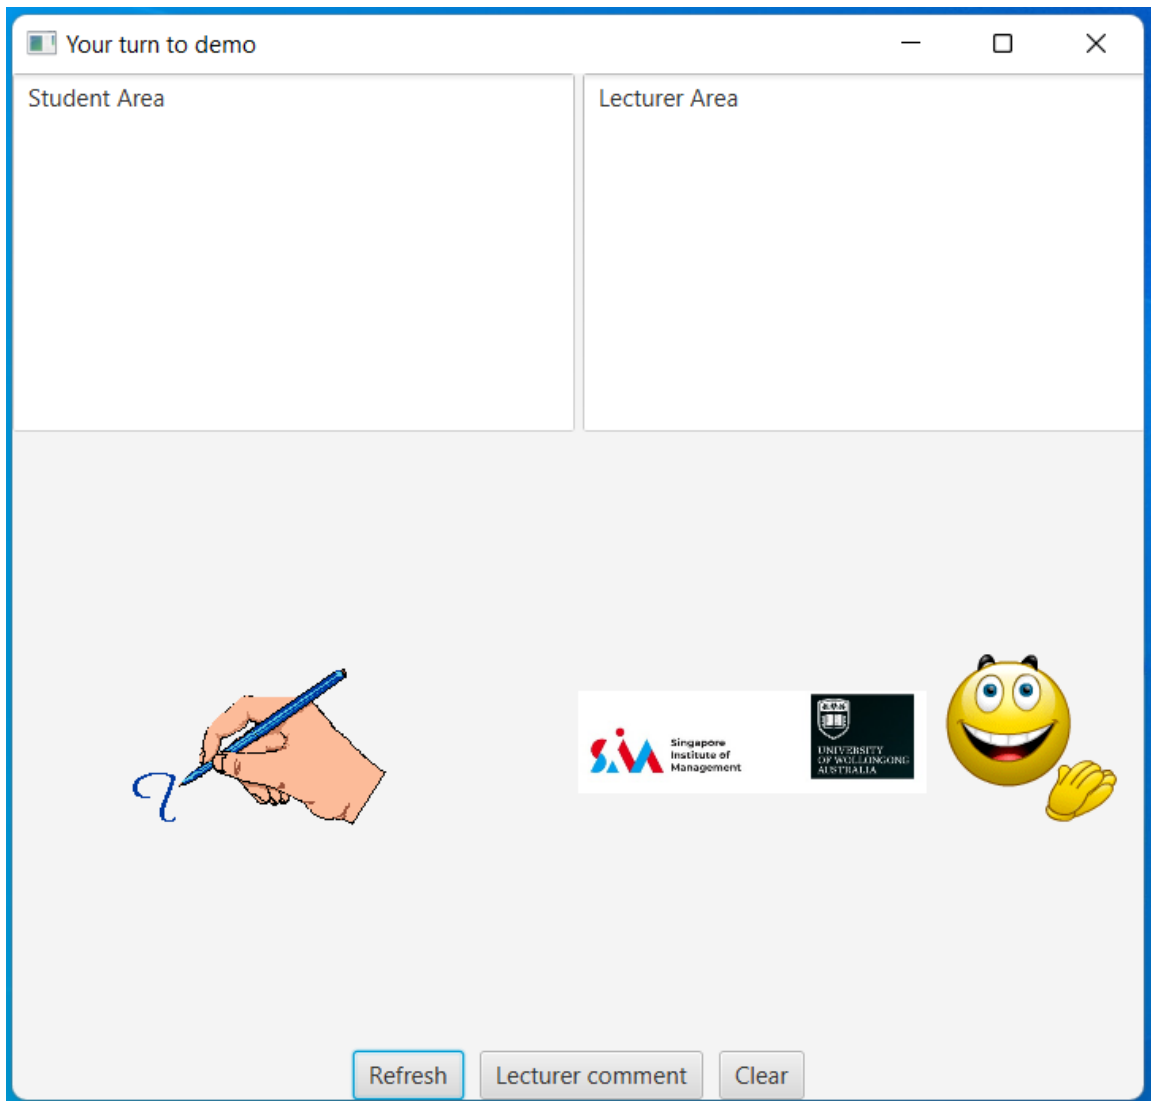 Your turn to demo
Student Area
Lecturer Area
Singapore
Institute of
Management
UNIVERSITY
OF WOLLONGONG
AUSTRALIA
Refresh
Lecturer comment
Clear